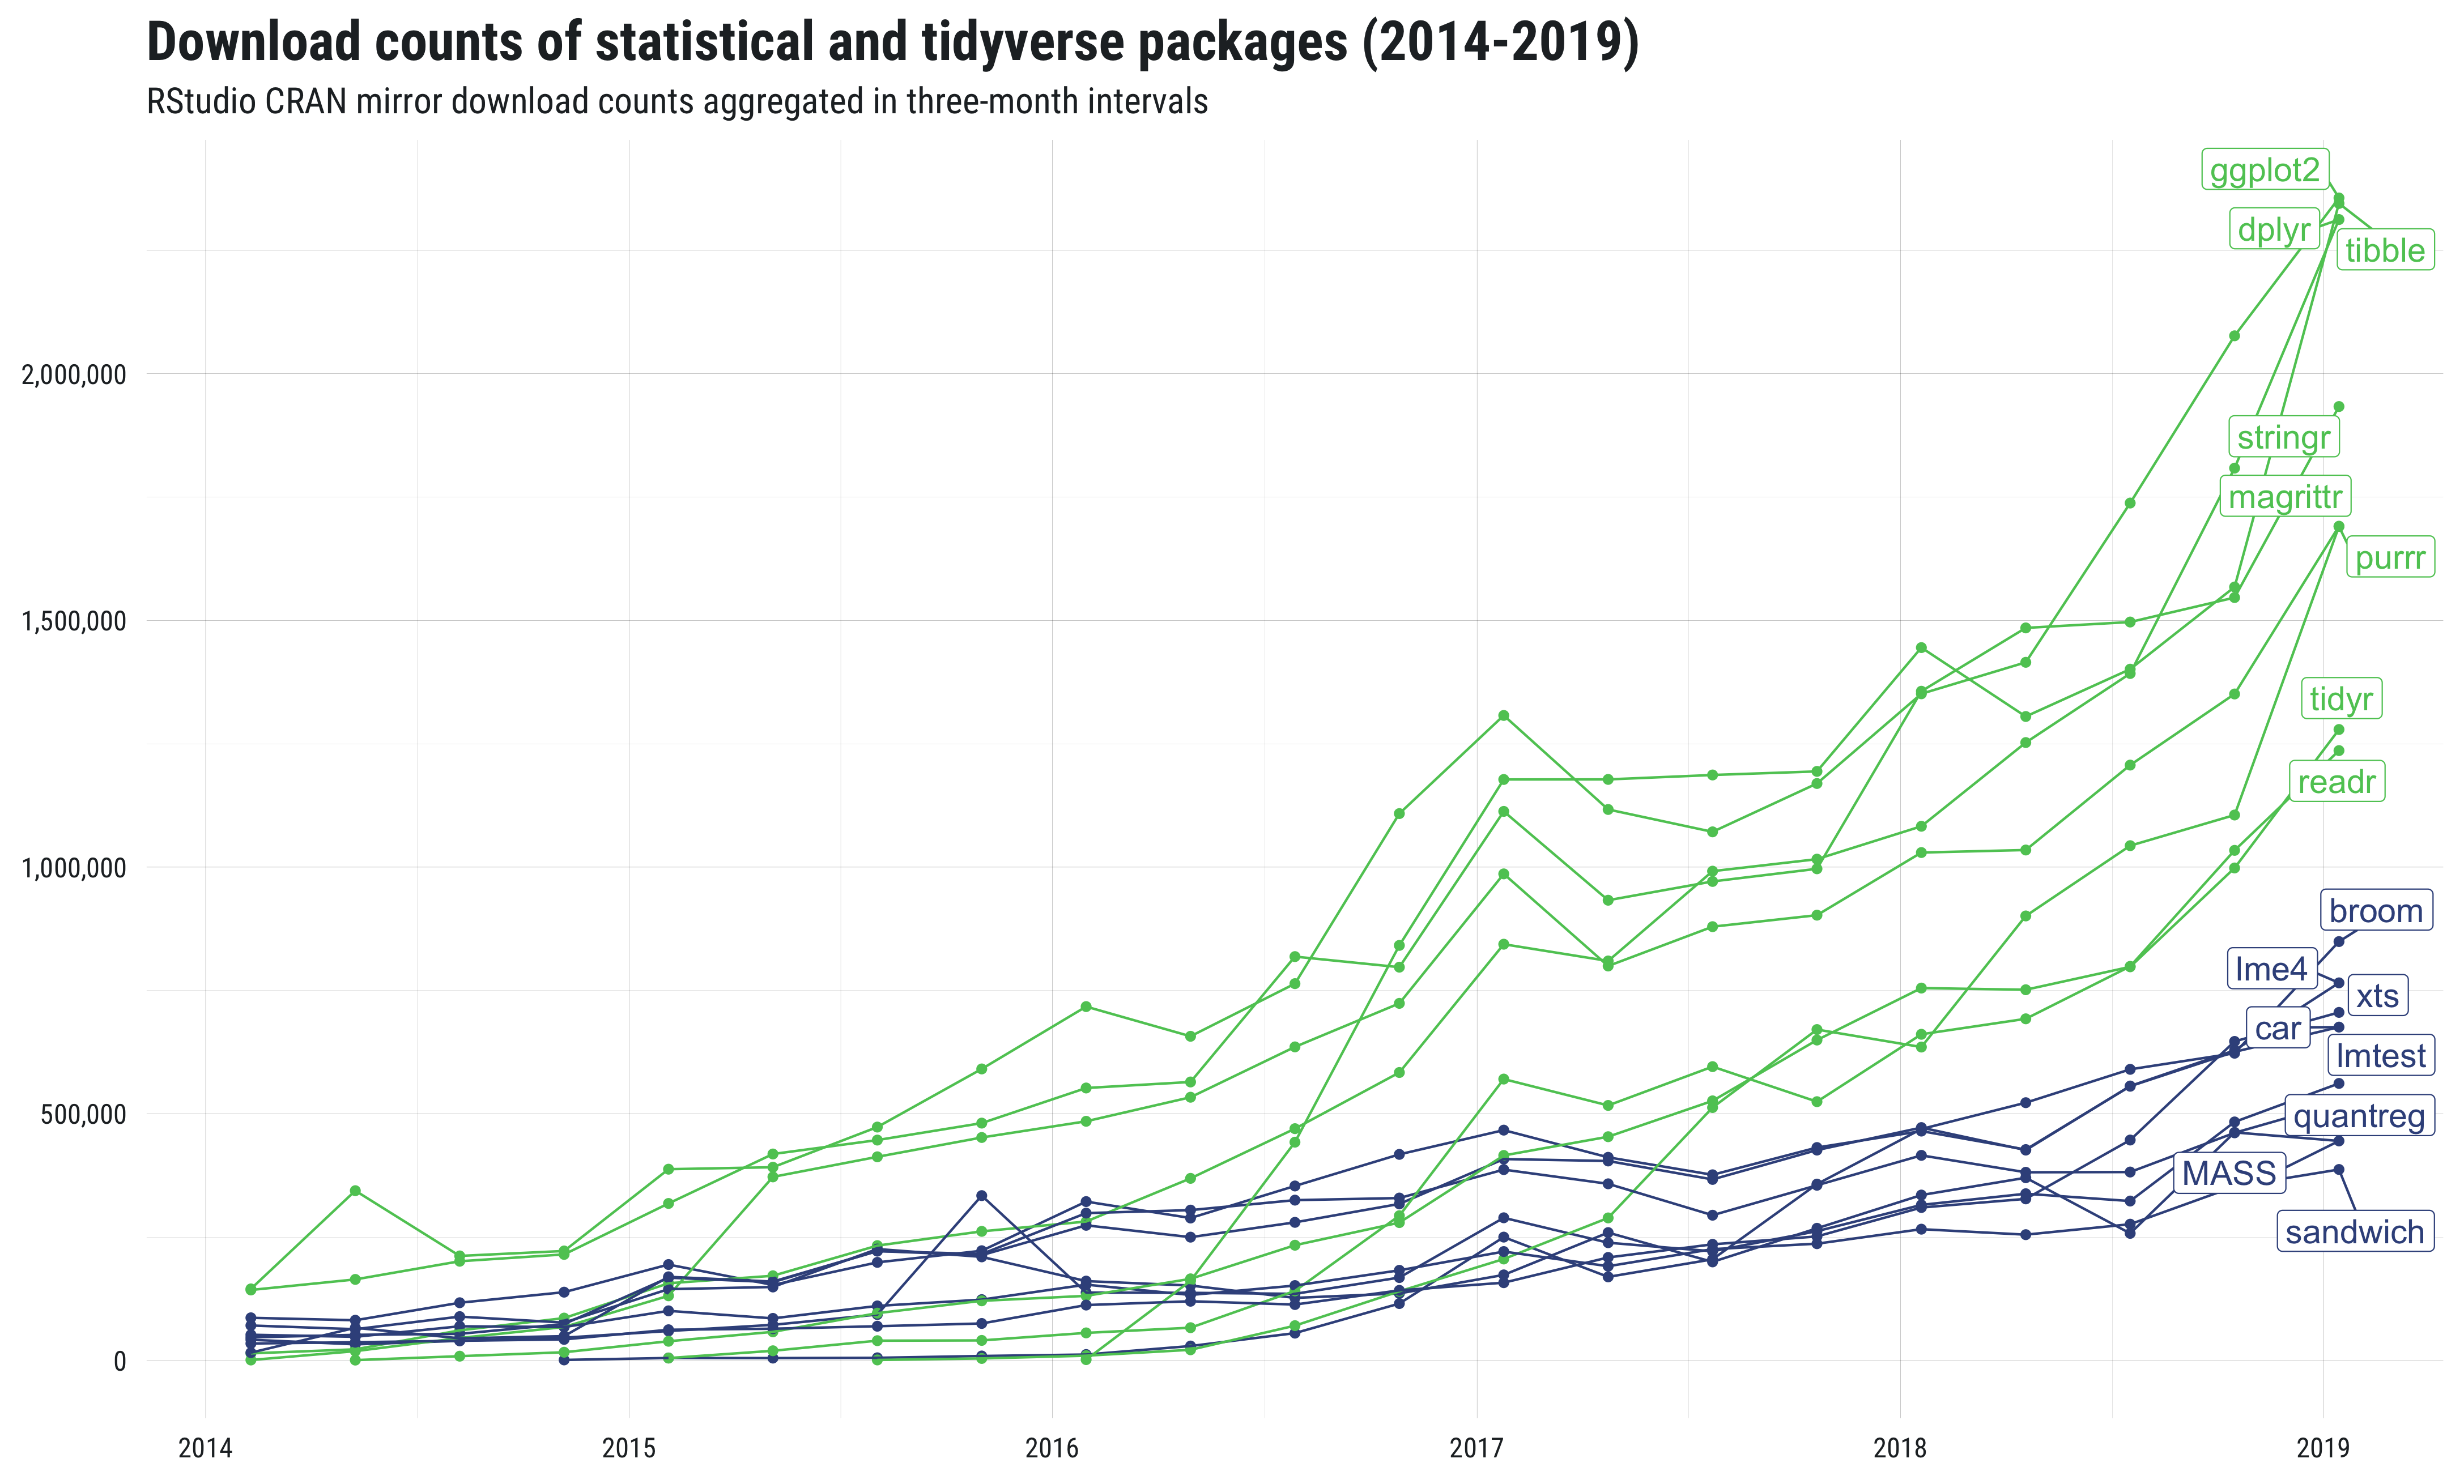 Download counts of statistical and tidyverse packages (2014-2019)
RStudio CRAN mirror download counts aggregated in three-month intervals
ggplot2
dplyr
tibble
2,000,000
stringr
magrittr
purrr
1,500,000
tidyr
readr
1,000,000
broom
lme4
xts
car
lmtest
500,000
quantreg
MASS
sandwich
0
2014 2015 2016 2017 2018 2019